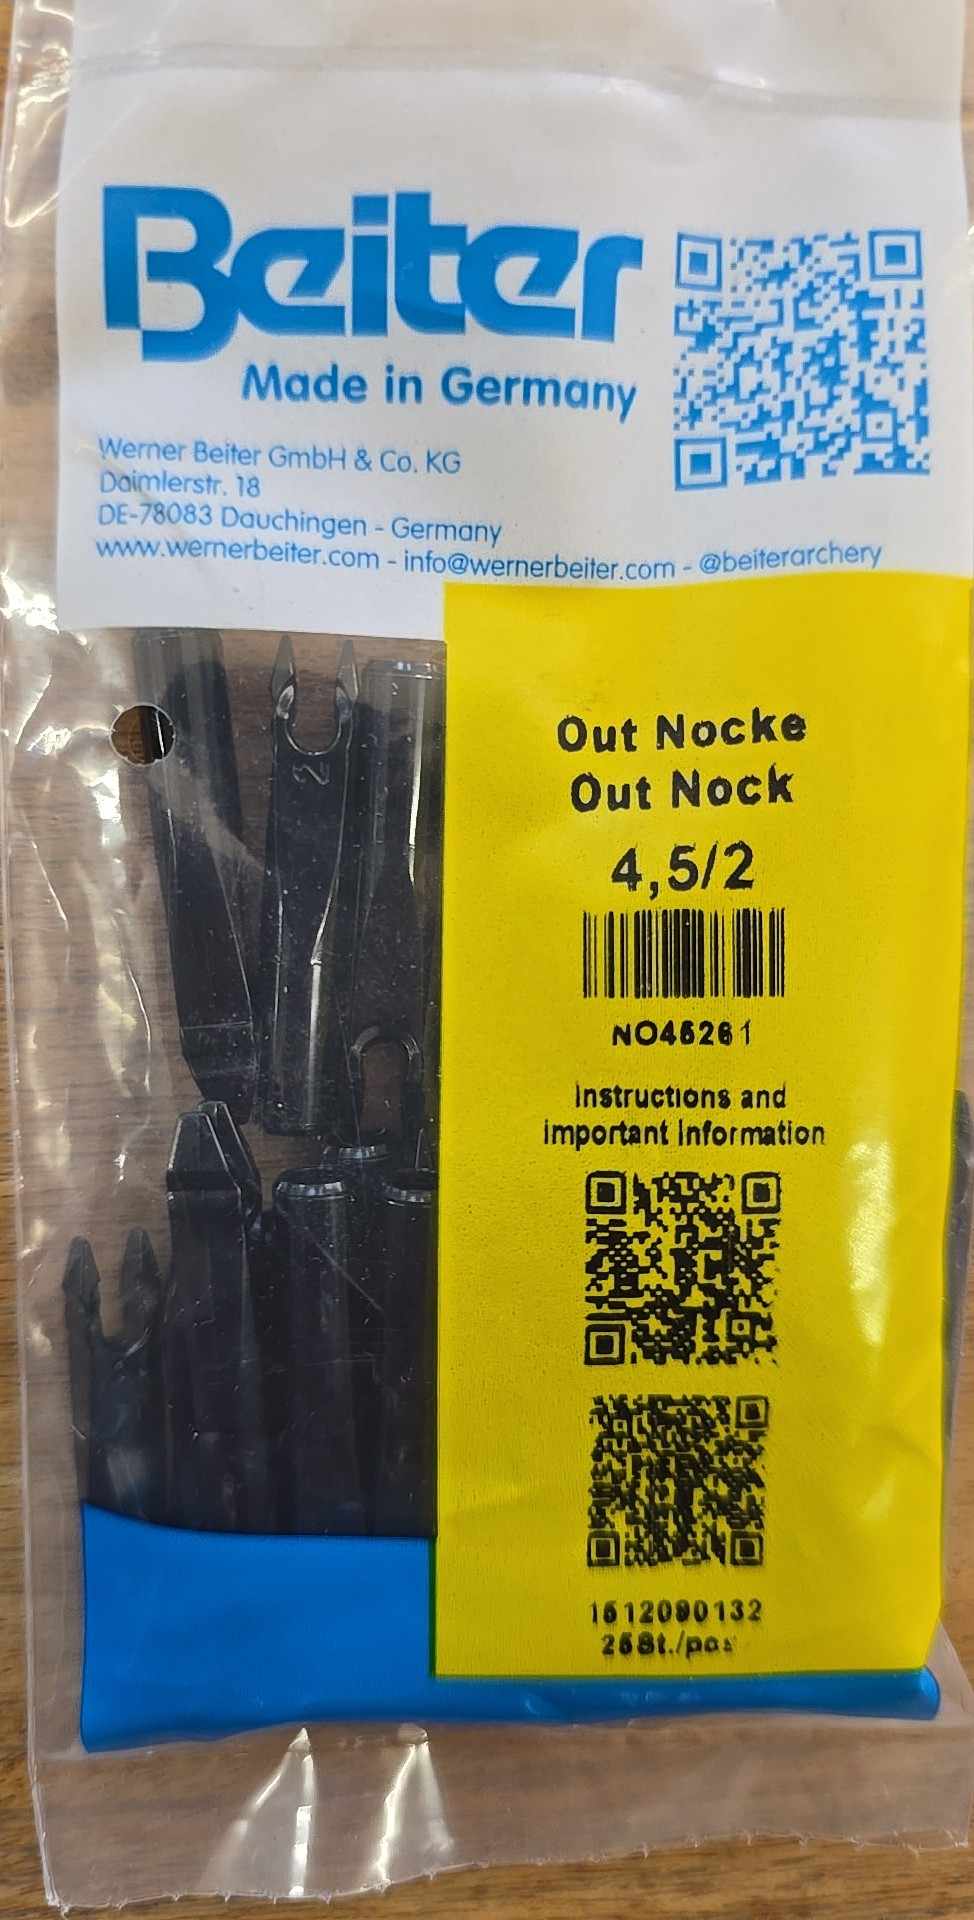 Beiter
Made in Germany
Werner Beiter GmbH & Co. KG
Daimlerstr. 18
DE-78083 Dauchingen - Germany
www.wernerbeiter.com - info@wernerbeiter.com - @beiterarchery
2
Out Nocke
Out Nock
4,5/2
NO45261
Instructions and
important Information
1512090132
25St./pcs